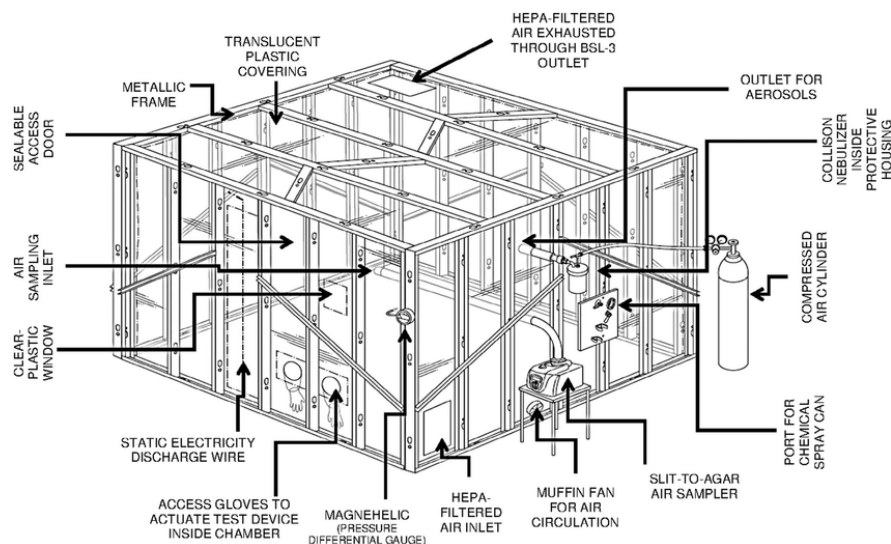 HEPA-FILTERED
AIR EXHAUSTED
THROUGH BSL-3
OUTLET
TRANSLUCENT
PLASTIC
COVERING
METALLIC
FRAME
OUTLET FOR
AEROSOLS
SEALABLE
ACCESS
DOOR
COLLISON
NEBULIZER
INSIDE
PROTECTIVE
HOUSING
AIR
SAMPLING
INLET
COMPRESSED
AIR CYLINDER
CLEAR-
PLASTIC
WINDOW
PORT FOR
CHEMICAL
SPRAY CAN
STATIC ELECTRICITY
DISCHARGE WIRE
ACCESS GLOVES TO
ACTUATE TEST DEVICE
INSIDE CHAMBER
MAGNEHELIC
(PRESSURE
DIFFERENTIAL GAUGE)
HEPA-
FILTERED
AIR INLET
MUFFIN FAN
FOR AIR
CIRCULATION
SLIT-TO-AGAR
AIR SAMPLER